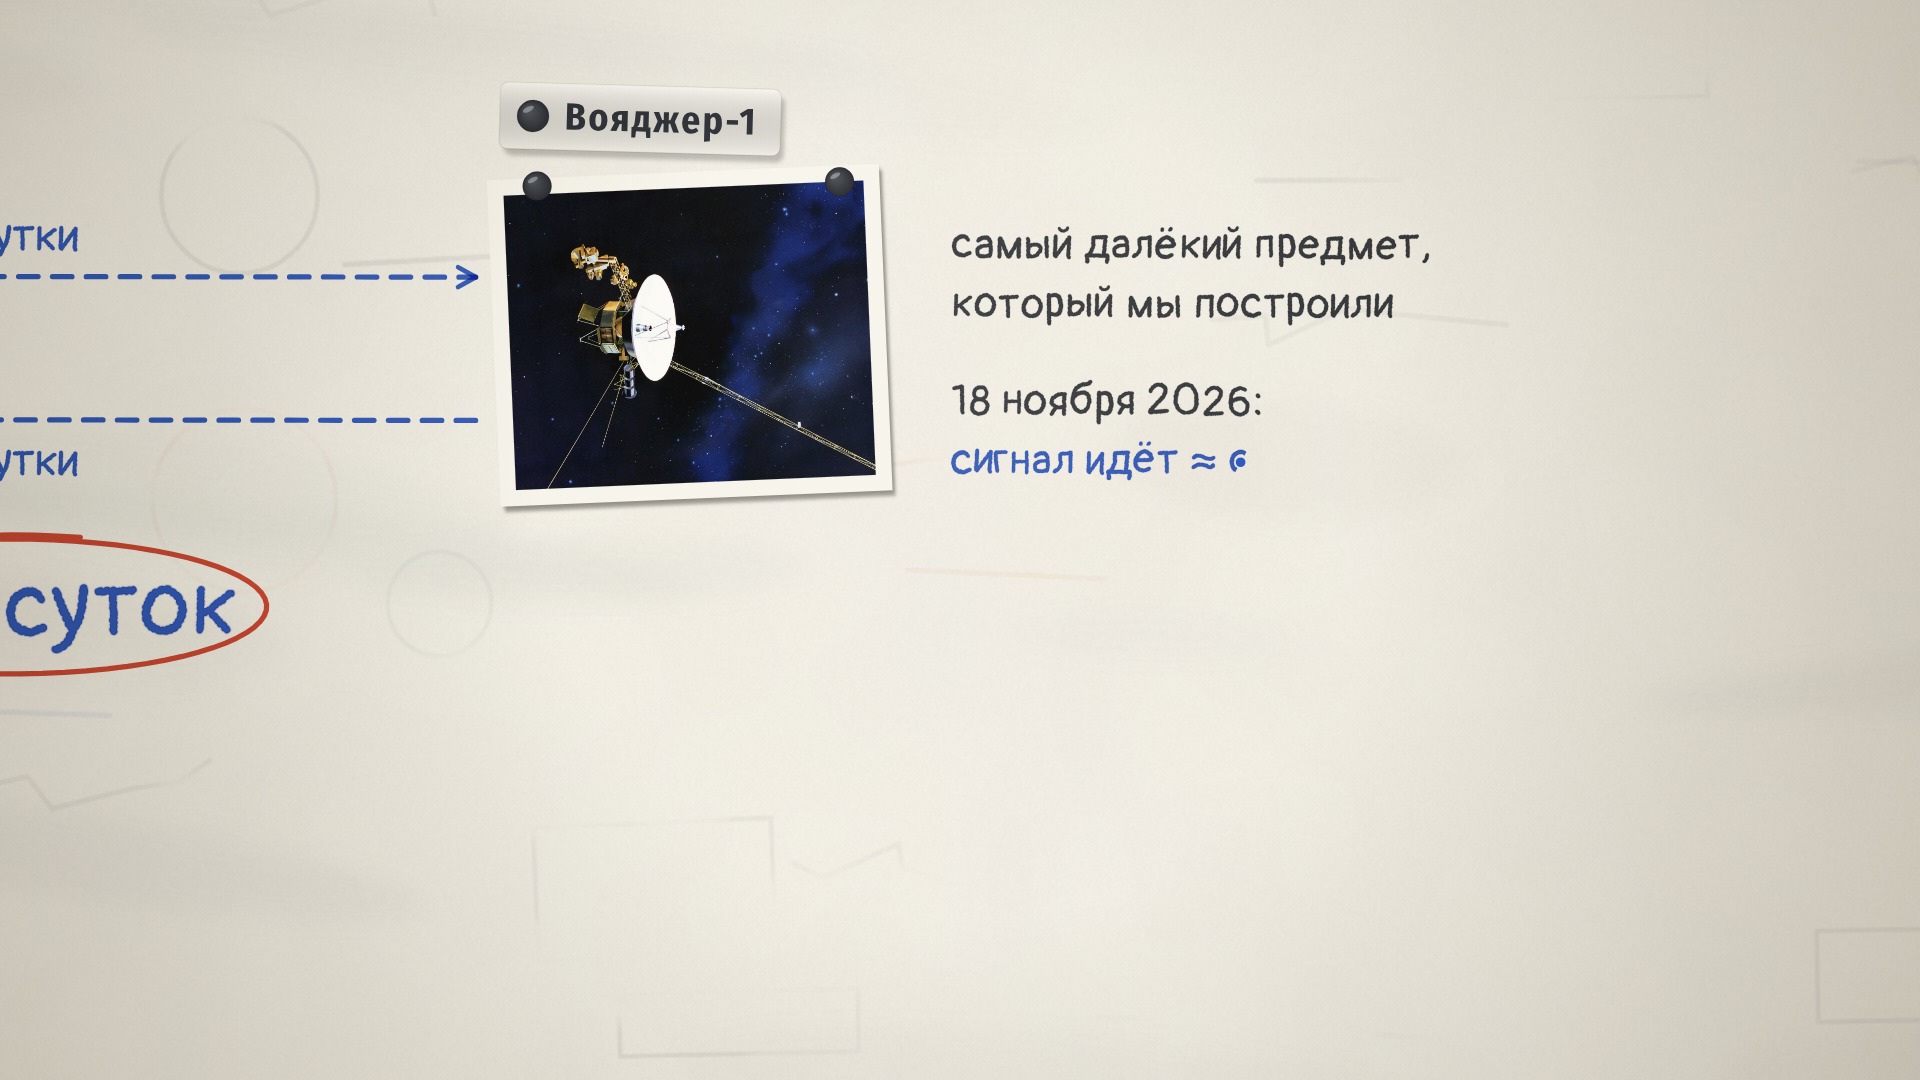 Вояджер-1
утки
самый далёкий предмет,
который мы построили
18 ноября 2026:
сигнал идёт ≈
утки
суток